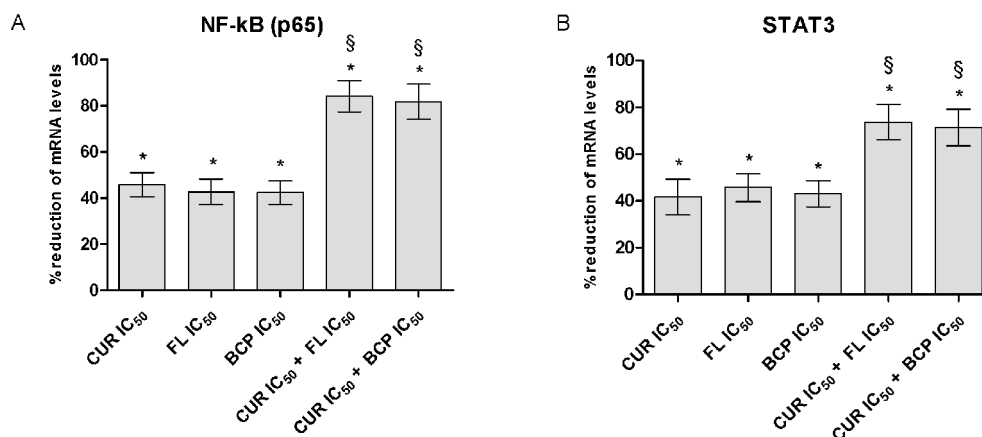 A
NF-kB (p65)
% reduction of mRNA levels
100
80
60
40
20
0
*
*
*
§
*
§
*
CUR IC50
FL IC50
BCP IC50
CUR IC50 + FL IC50
CUR IC50 + BCP IC50
B
STAT3
% reduction of mRNA levels
100
80
60
40
20
0
*
*
*
§
*
§
*
CUR IC50
FL IC50
BCP IC50
CUR IC50 + FL IC50
CUR IC50 + BCP IC50